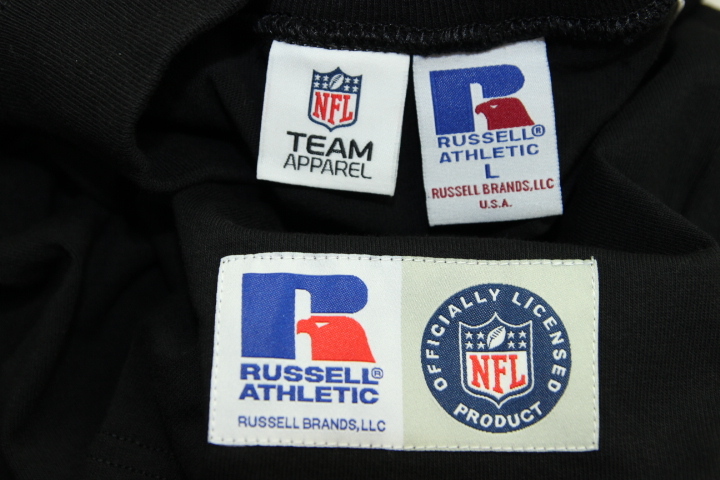 NFL
TEAM
APPAREL
RUSSELL®
ATHLETIC
L
RUSSELL BRANDS,LLC
U.S.A.
RUSSELL®
ATHLETIC
RUSSELL BRANDS,LLC
OFFICIALLY LICENSED
NFL
PRODUCT